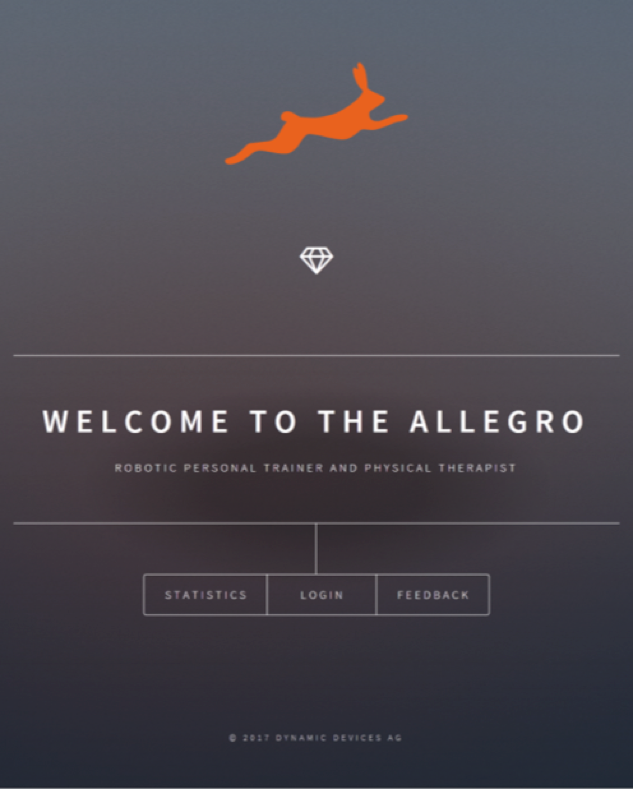 WELCOME TO THE ALLEGRO
ROBOTIC PERSONAL TRAINER AND PHYSICAL THERAPIST
STATISTICS
LOGIN
FEEDBACK
© 2017 DYNAMIC DEVICES AG